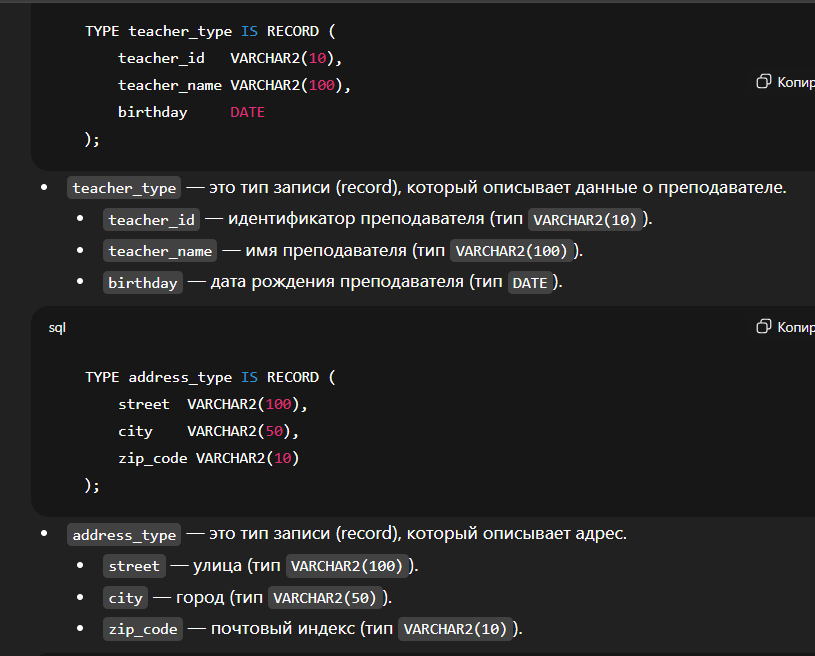 TYPE teacher_type IS RECORD (
teacher_id   VARCHAR2(10),
teacher_name VARCHAR2(100),
Копир
birthday     DATE
);
• teacher_type — это тип записи (record), который описывает данные о преподавателе.
• teacher_id — идентификатор преподавателя (тип VARCHAR2(10)).
• teacher_name — имя преподавателя (тип VARCHAR2(100)).
• birthday — дата рождения преподавателя (тип DATE).
sql Копир
TYPE address_type IS RECORD (
street  VARCHAR2(100),
city    VARCHAR2(50),
zip_code VARCHAR2(10)
);
• address_type — это тип записи (record), который описывает адрес.
• street — улица (тип VARCHAR2(100)).
• city — город (тип VARCHAR2(50)).
• zip_code — почтовый индекс (тип VARCHAR2(10)).